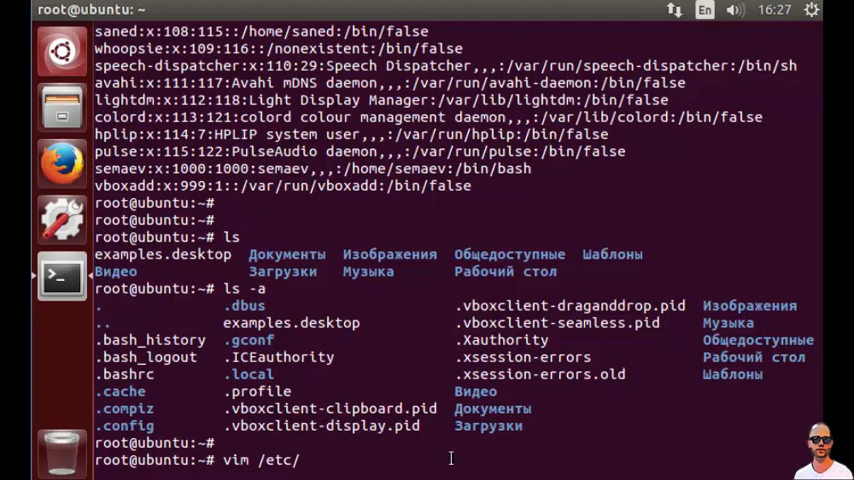 root@ubuntu: ~
En
16:27
saned:x:108:115::/home/saned:/bin/false
whoopsie:x:109:116::/nonexistent:/bin/false
speech-dispatcher:x:110:29:Speech Dispatcher,,,:/var/run/speech-dispatcher:/bin/sh
avahi:x:111:117:Avahi mDNS daemon,,,:/var/run/avahi-daemon:/bin/false
lightdm:x:112:118:Light Display Manager:/var/lib/lightdm:/bin/false
colord:x:113:121:colord colour management daemon,,,:/var/lib/colord:/bin/false
hplip:x:114:7:HPLIP system user,,,:/var/run/hplip:/bin/false
pulse:x:115:122:PulseAudio daemon,,,:/var/run/pulse:/bin/false
semaev:x:1000:1000:semaev,,,:/home/semaev:/bin/bash
vboxadd:x:999:1::/var/run/vboxadd:/bin/false
root@ubuntu:~#
root@ubuntu:~#
root@ubuntu:~# ls
examples.desktop Документы Изображения Общедоступные Шаблоны
Видео Загрузки Музыка Рабочий стол
root@ubuntu:~# ls -a
. .dbus .vboxclient-draganddrop.pid Изображения
.. examples.desktop .vboxclient-seamless.pid Музыка
.bash_history .gconf .Xauthority Общедоступные
.bash_logout .ICEauthority .xsession-errors Рабочий стол
.bashrc .local .xsession-errors.old Шаблоны
.cache .profile Видео
.compiz .vboxclient-clipboard.pid Документы
.config .vboxclient-display.pid Загрузки
root@ubuntu:~#
root@ubuntu:~# vim /etc/